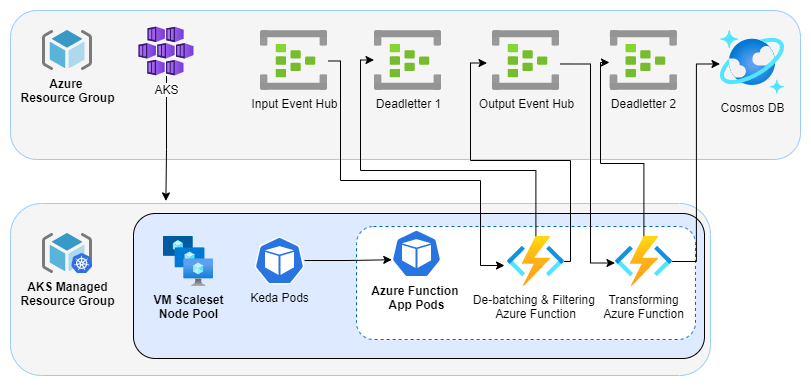 Azure
Resource Group
AKS
Input Event Hub
Deadletter 1
Output Event Hub
Deadletter 2
Cosmos DB
AKS Managed
Resource Group
VM Scaleset
Node Pool
Keda Pods
Azure Function
App Pods
De-batching & Filtering
Azure Function
Transforming
Azure Function